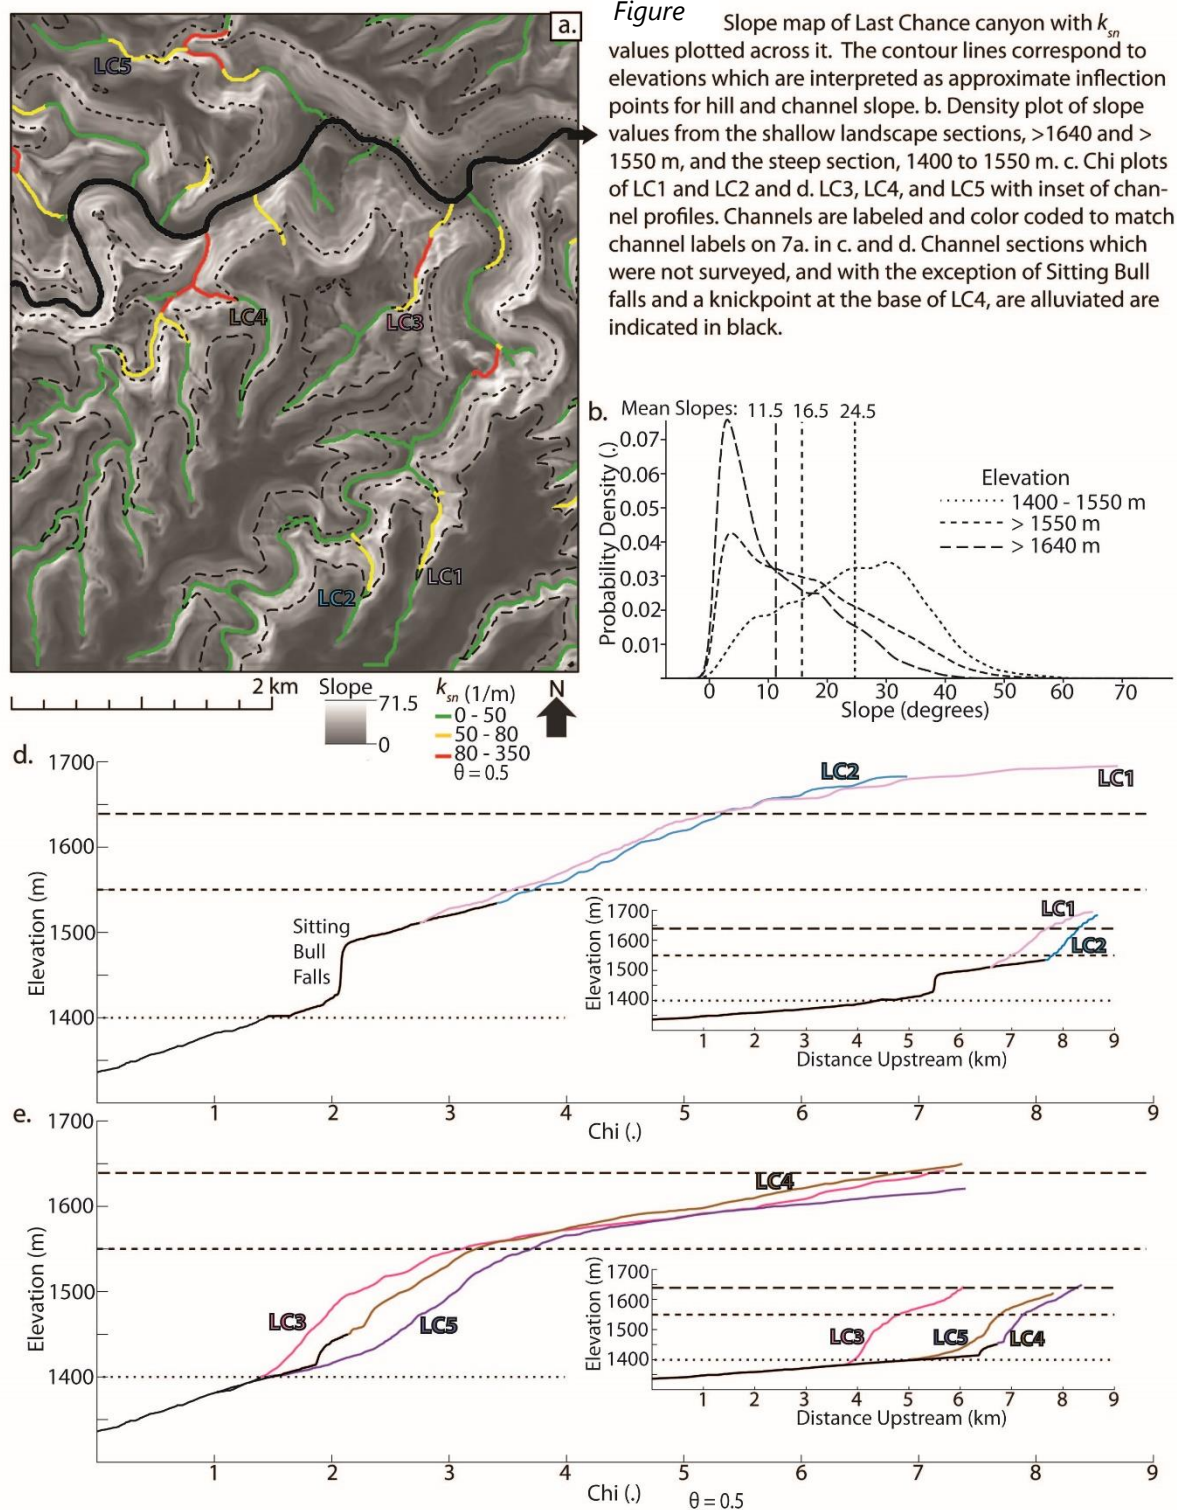 Figure
Slope map of Last Chance canyon with ksn
values plotted across it. The contour lines correspond to
elevations which are interpreted as approximate inflection
points for hill and channel slope. b. Density plot of slope
values from the shallow landscape sections, >1640 and >
1550 m, and the steep section, 1400 to 1550 m. c. Chi plots
of LC1 and LC2 and d. LC3, LC4, and LC5 with inset of chan-
nel profiles. Channels are labeled and color coded to match
channel labels on 7a. in c. and d. Channel sections which
were not surveyed, and with the exception of Sitting Bull
falls and a knickpoint at the base of LC4, are alluviated are
indicated in black.
a.
LC5
LC4
LC3
LC2
LC1
2 km
Slope
71.5
0
ksn (1/m)
0 - 50
50 - 80
80 - 350
θ = 0.5
N
b.
Mean Slopes: 11.5 16.5 24.5
Probability Density (.)
0.07
0.06
0.05
0.04
0.03
0.02
0.01
Elevation
1400 - 1550 m
> 1550 m
> 1640 m
0 10 20 30 40 50 60 70
Slope (degrees)
d.
Elevation (m)
1700
1600
1500
1400
LC2
LC1
Sitting
Bull
Falls
Elevation (m)
1700
1600
1500
1400
LC1
LC2
1 2 3 4 5 6 7 8 9
Distance Upstream (km)
1 2 3 4 5 6 7 8 9
Chi (.)
e.
Elevation (m)
1700
1600
1500
1400
LC4
LC3
LC5
Elevation (m)
1700
1600
1500
1400
LC3
LC5
LC4
1 2 3 4 5 6 7 8 9
Distance Upstream (km)
1 2 3 4 5 6 7 8 9
Chi (.)
θ = 0.5